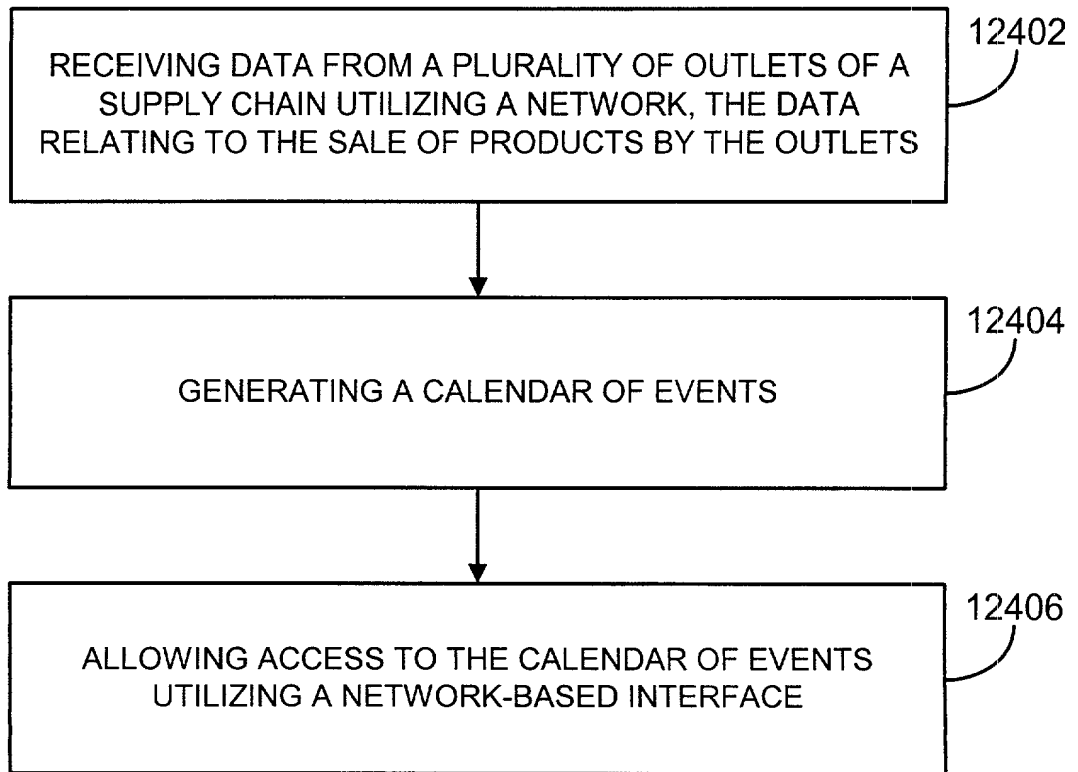 12402
RECEIVING DATA FROM A PLURALITY OF OUTLETS OF A
SUPPLY CHAIN UTILIZING A NETWORK, THE DATA
RELATING TO THE SALE OF PRODUCTS BY THE OUTLETS
12404
GENERATING A CALENDAR OF EVENTS
12406
ALLOWING ACCESS TO THE CALENDAR OF EVENTS
UTILIZING A NETWORK-BASED INTERFACE